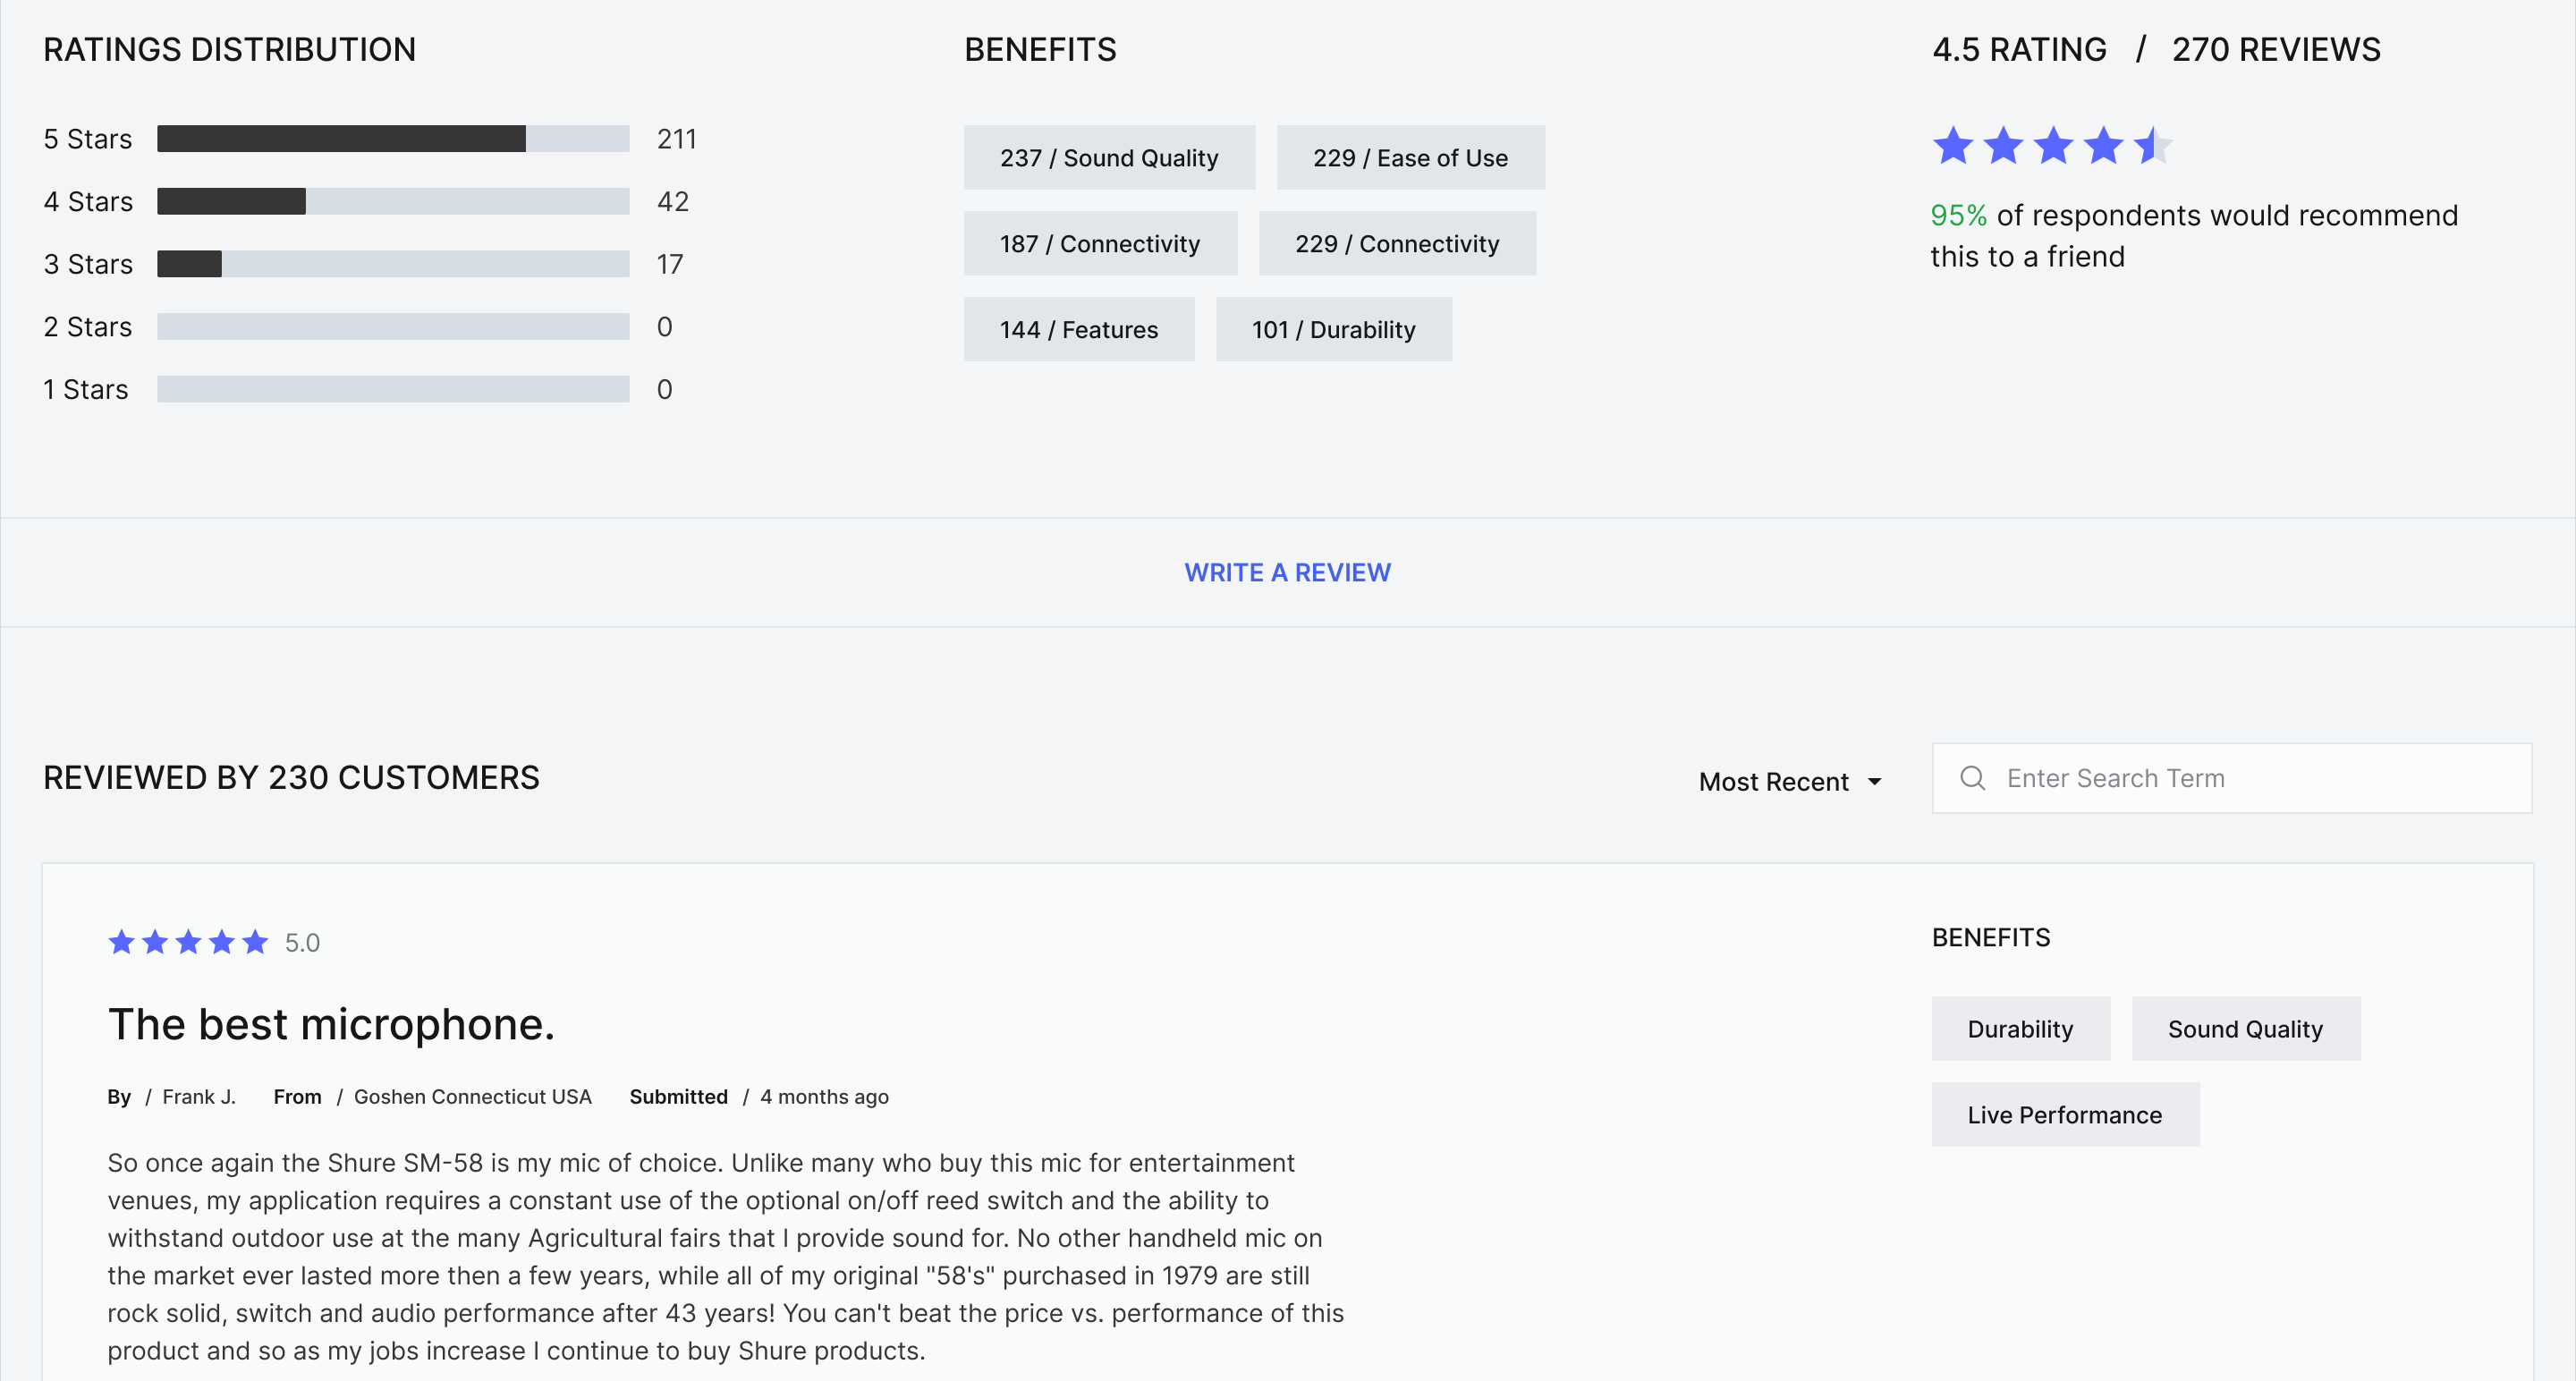 RATINGS DISTRIBUTION
5 Stars 211
4 Stars 42
3 Stars 17
2 Stars 0
1 Stars 0
BENEFITS
237 / Sound Quality
229 / Ease of Use
187 / Connectivity
229 / Connectivity
144 / Features
101 / Durability
4.5 RATING / 270 REVIEWS
95% of respondents would recommend
this to a friend
WRITE A REVIEW
REVIEWED BY 230 CUSTOMERS
Most Recent
Enter Search Term
5.0
The best microphone.
By / Frank J. From / Goshen Connecticut USA Submitted / 4 months ago
So once again the Shure SM-58 is my mic of choice. Unlike many who buy this mic for entertainment
venues, my application requires a constant use of the optional on/off reed switch and the ability to
withstand outdoor use at the many Agricultural fairs that I provide sound for. No other handheld mic on
the market ever lasted more then a few years, while all of my original "58's" purchased in 1979 are still
rock solid, switch and audio performance after 43 years! You can't beat the price vs. performance of this
product and so as my jobs increase I continue to buy Shure products.
BENEFITS
Durability
Sound Quality
Live Performance